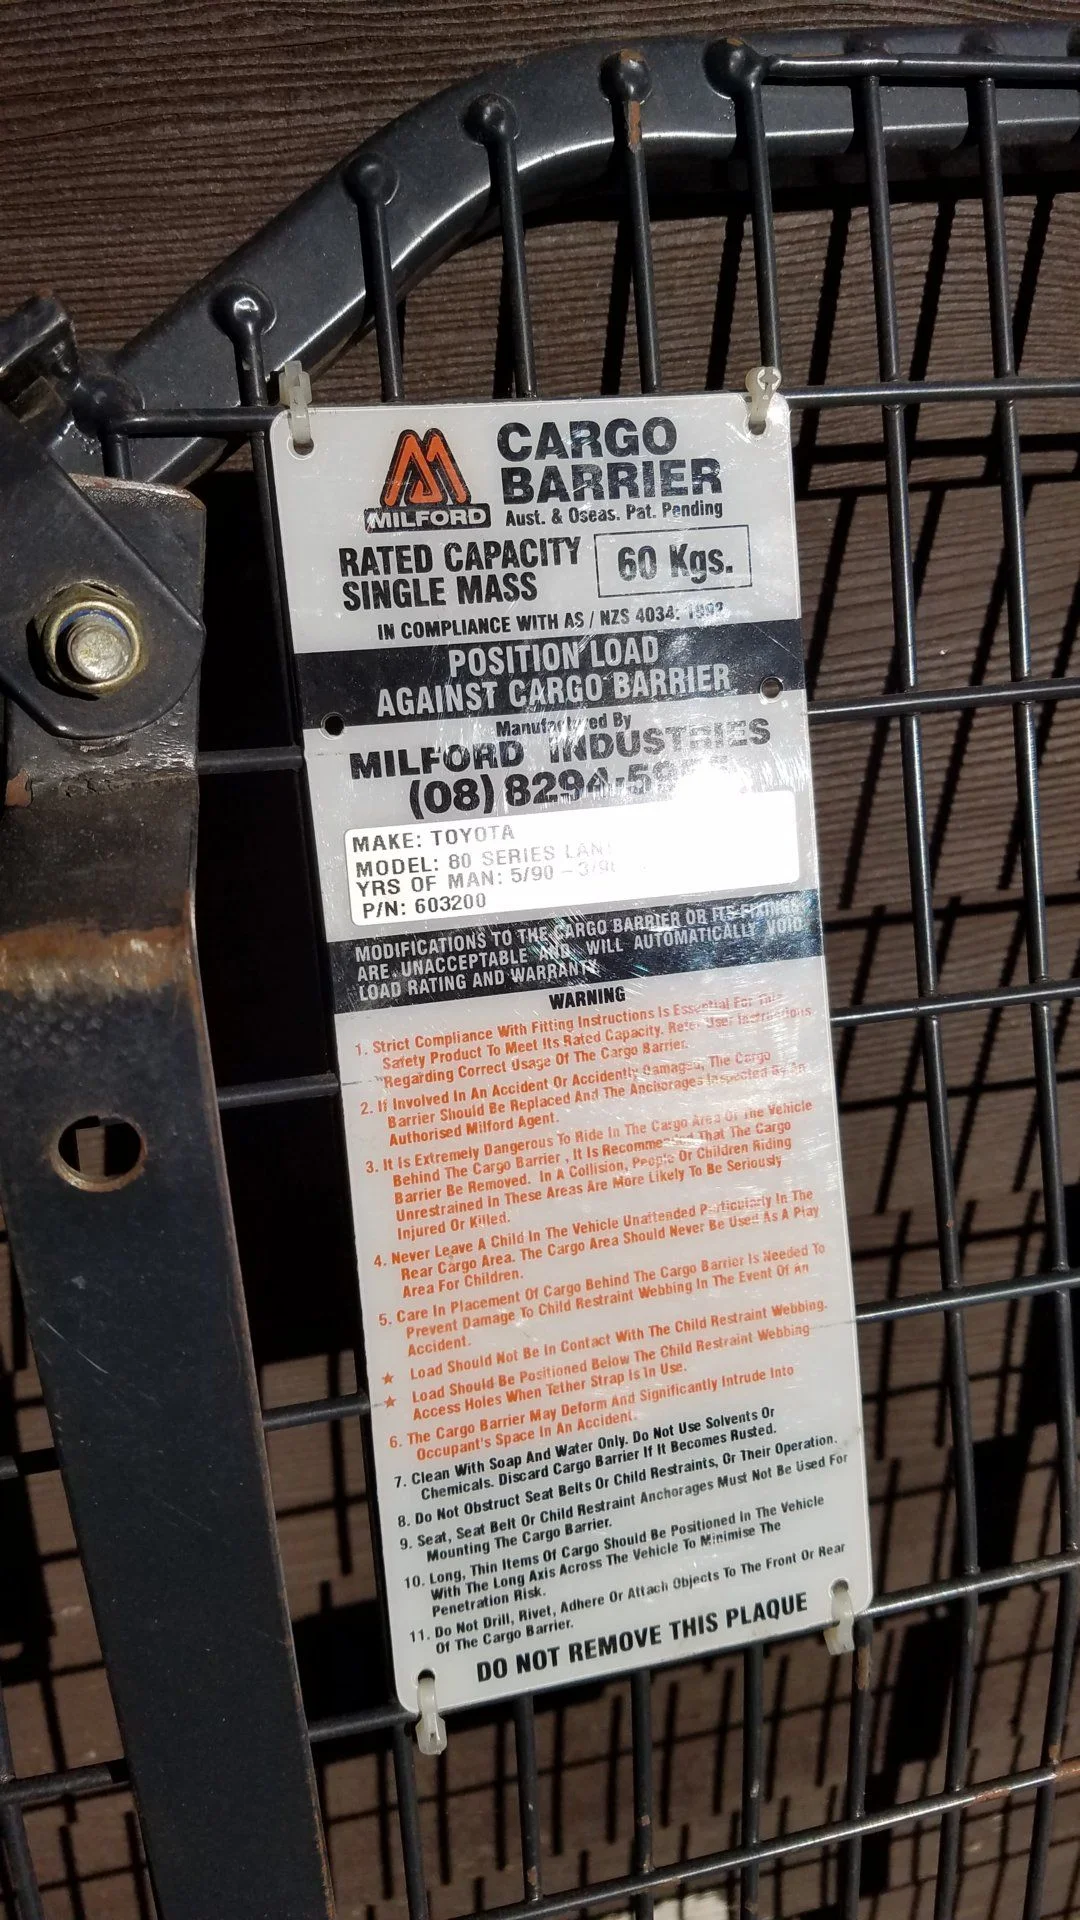 CARGO
BARRIER
MILFORD
Aust. & Oseas. Pat. Pending
RATED CAPACITY
SINGLE MASS
60 Kgs.
IN COMPLIANCE WITH AS / NZS 4034:
POSITION LOAD
AGAINST CARGO BARRIER
Manufactured By
MILFORD INDUSTRIES
(08) 8294
MAKE: TOYOTA
MODEL: 80 SERIES
YRS OF MAN: 5/90 -
P/N: 603200
MODIFICATIONS TO THE CARGO BARRIER OR ITS FIXINGS
ARE UNACCEPTABLE AND WILL AUTOMATICALLY VOID
LOAD RATING AND WARRANTY
WARNING
1. Strict Compliance With Fitting Instructions Is Essential For This
Safety Product To Meet Its Rated Capacity. Refer User Instructions
Regarding Correct Usage Of The Cargo Barrier.
2. If Involved In An Accident Or Accidently Damaged, The Cargo
Barrier Should Be Replaced And The Anchorages Inspected By An
Authorised Milford Agent.
3. It Is Extremely Dangerous To Ride In The Cargo Area Of The Vehicle
Behind The Cargo Barrier, It Is Recommended That The Cargo
Barrier Be Removed. In A Collision, People Or Children Riding
Unrestrained In These Areas Are More Likely To Be Seriously
Injured Or Killed.
4. Never Leave A Child In The Vehicle Unattended Particularly In The
Rear Cargo Area. The Cargo Area Should Never Be Used As A Play
Area For Children.
5. Care In Placement Of Cargo Behind The Cargo Barrier Is Needed To
Prevent Damage To Child Restraint Webbing In The Event Of An
Accident.
★ Load Should Not Be In Contact With The Child Restraint Webbing.
★ Load Should Be Positioned Below The Child Restraint Webbing
Access Holes When Tether Strap Is In Use.
6. The Cargo Barrier May Deform And Significantly Intrude Into
Occupant's Space In An Accident.
7. Clean With Soap And Water Only. Do Not Use Solvents Or
Chemicals. Discard Cargo Barrier If It Becomes Rusted.
8. Do Not Obstruct Seat Belts Or Child Restraints, Or Their Operation.
9. Seat, Seat Belt Or Child Restraint Anchorages Must Not Be Used For
Mounting The Cargo Barrier.
10. Long, Thin Items Of Cargo Should Be Positioned In The Vehicle
With The Long Axis Across The Vehicle To Minimise The
Penetration Risk.
11. Do Not Drill, Rivet, Adhere Or Attach Objects To The Front Or Rear
Of The Cargo Barrier.
DO NOT REMOVE THIS PLAQUE